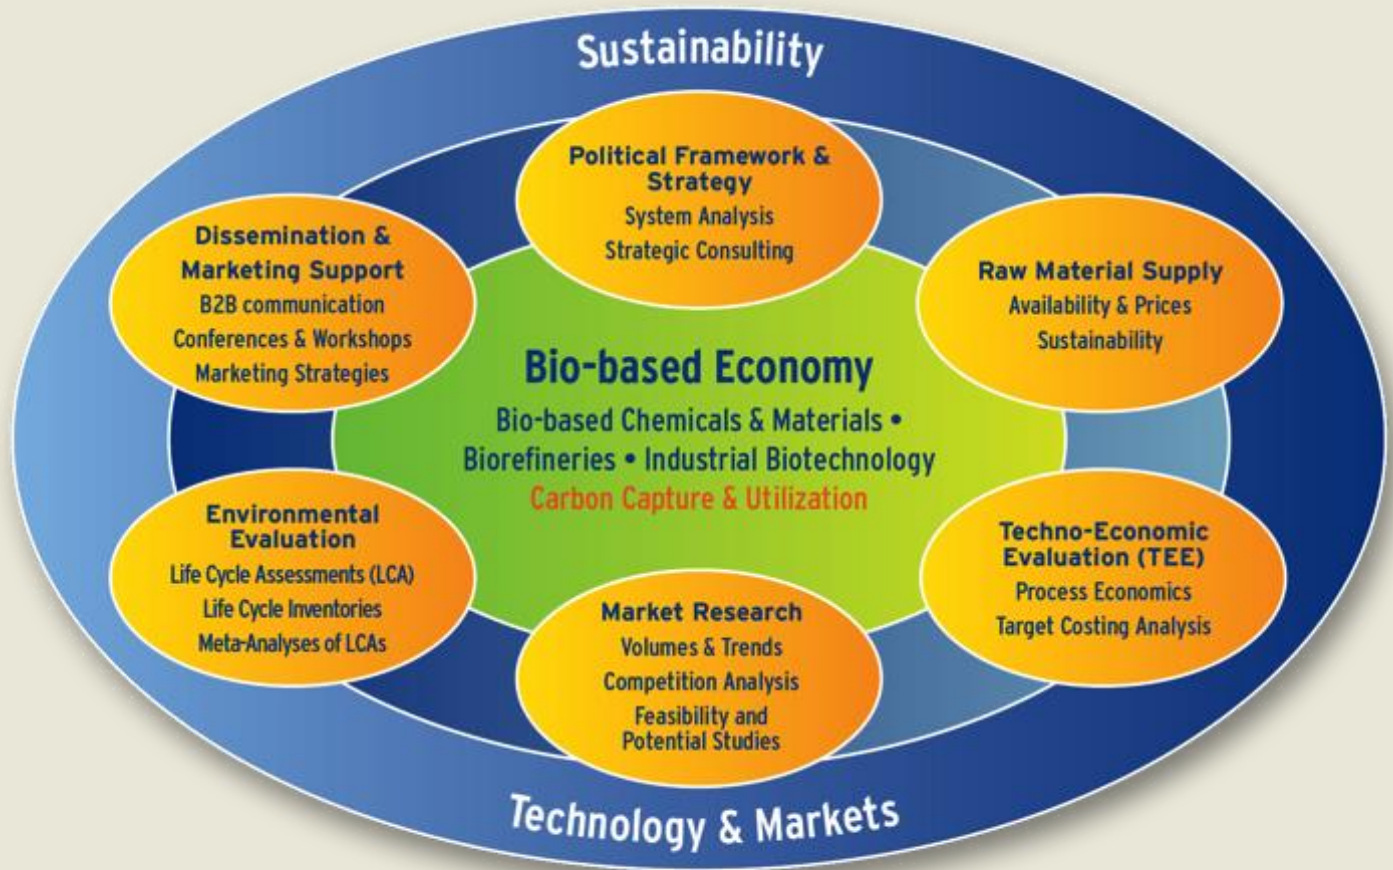 Sustainability
Political Framework &
Strategy
System Analysis
Strategic Consulting
Dissemination &
Marketing Support
B2B communication
Conferences & Workshops
Marketing Strategies
Raw Material Supply
Availability & Prices
Sustainability
Bio-based Economy
Bio-based Chemicals & Materials •
Biorefineries • Industrial Biotechnology
Carbon Capture & Utilization
Environmental
Evaluation
Life Cycle Assessments (LCA)
Life Cycle Inventories
Meta-Analyses of LCAs
Techno-Economic
Evaluation (TEE)
Process Economics
Target Costing Analysis
Market Research
Volumes & Trends
Competition Analysis
Feasibility and
Potential Studies
Technology & Markets